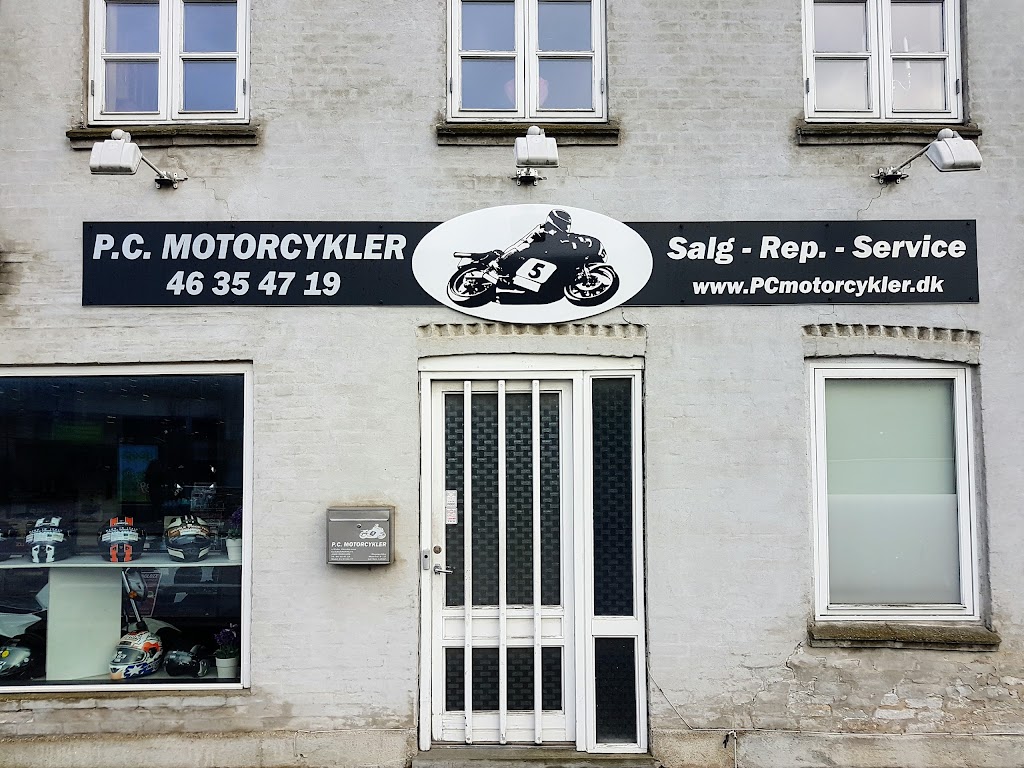 P.C. MOTORCYKLER
46 35 47 19
5
Salg - Rep. - Service
www.PCmotorcykler.dk
P.C. MOTORCYKLER